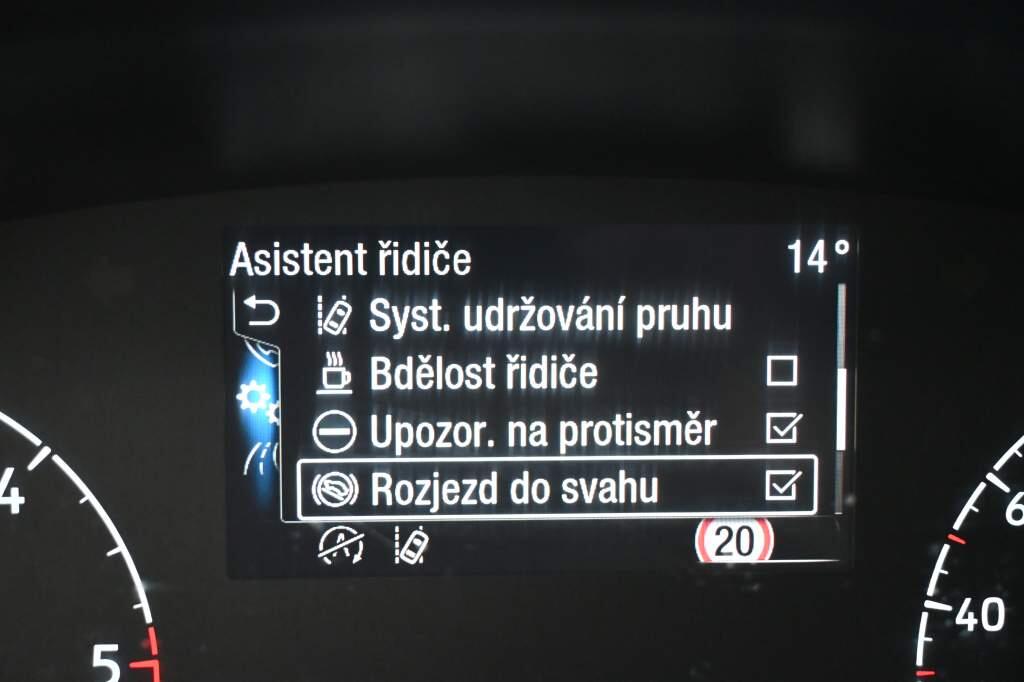 Asistent řidiče 14°
Syst. udržování pruhu
Bdělost řidiče
Upozor. na protisměr
Rozjezd do svahu
A 20
4
5
6
40